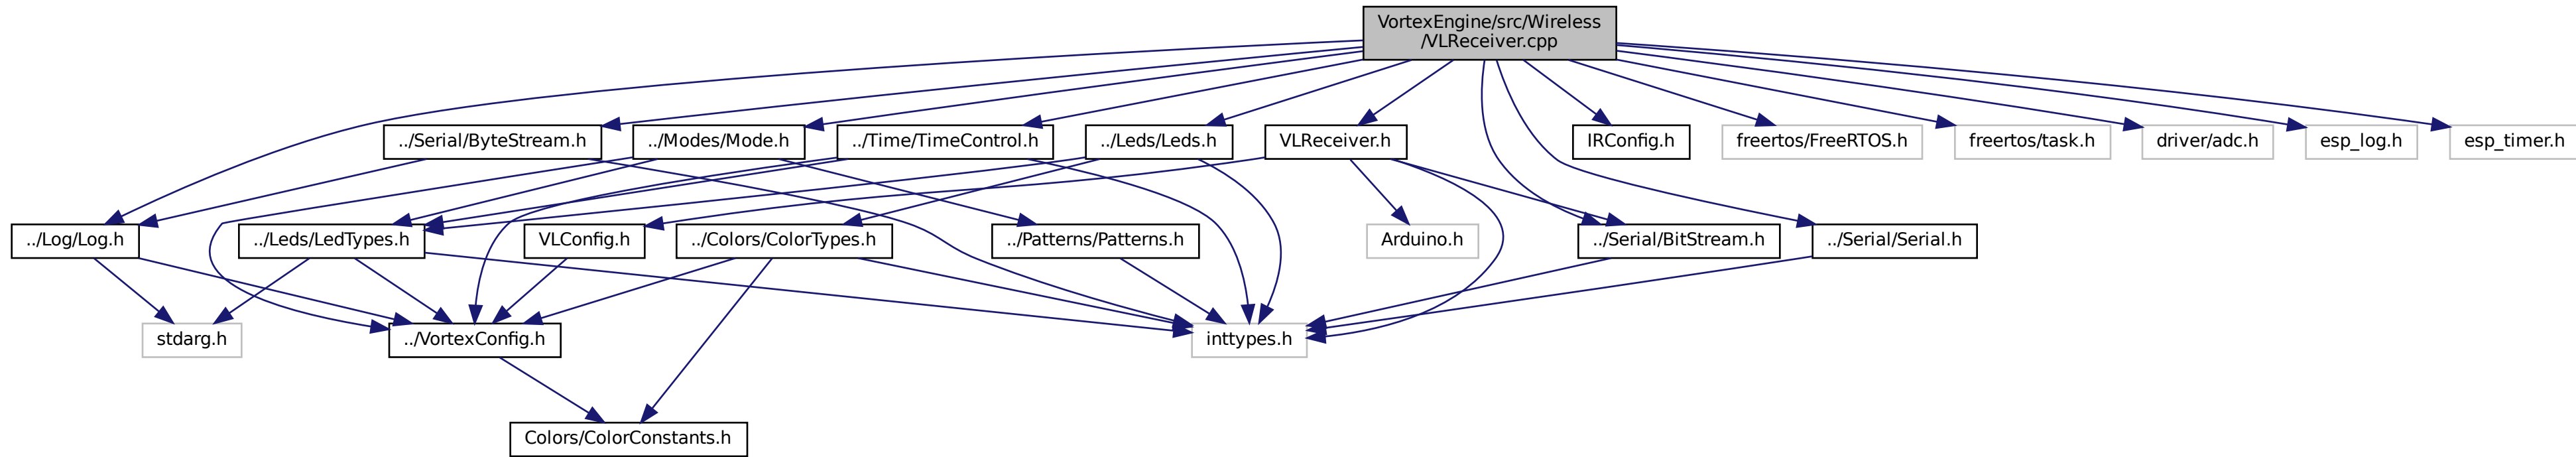 VortexEngine/src/Wireless
/VLReceiver.cpp
../Serial/ByteStream.h
../Modes/Mode.h
../Time/TimeControl.h
../Leds/Leds.h
VLReceiver.h
IRConfig.h
freertos/FreeRTOS.h
freertos/task.h
driver/adc.h
esp_log.h
esp_timer.h
../Log/Log.h
../Leds/LedTypes.h
VLConfig.h
../Colors/ColorTypes.h
../Patterns/Patterns.h
Arduino.h
../Serial/BitStream.h
../Serial/Serial.h
stdarg.h
../VortexConfig.h
inttypes.h
Colors/ColorConstants.h